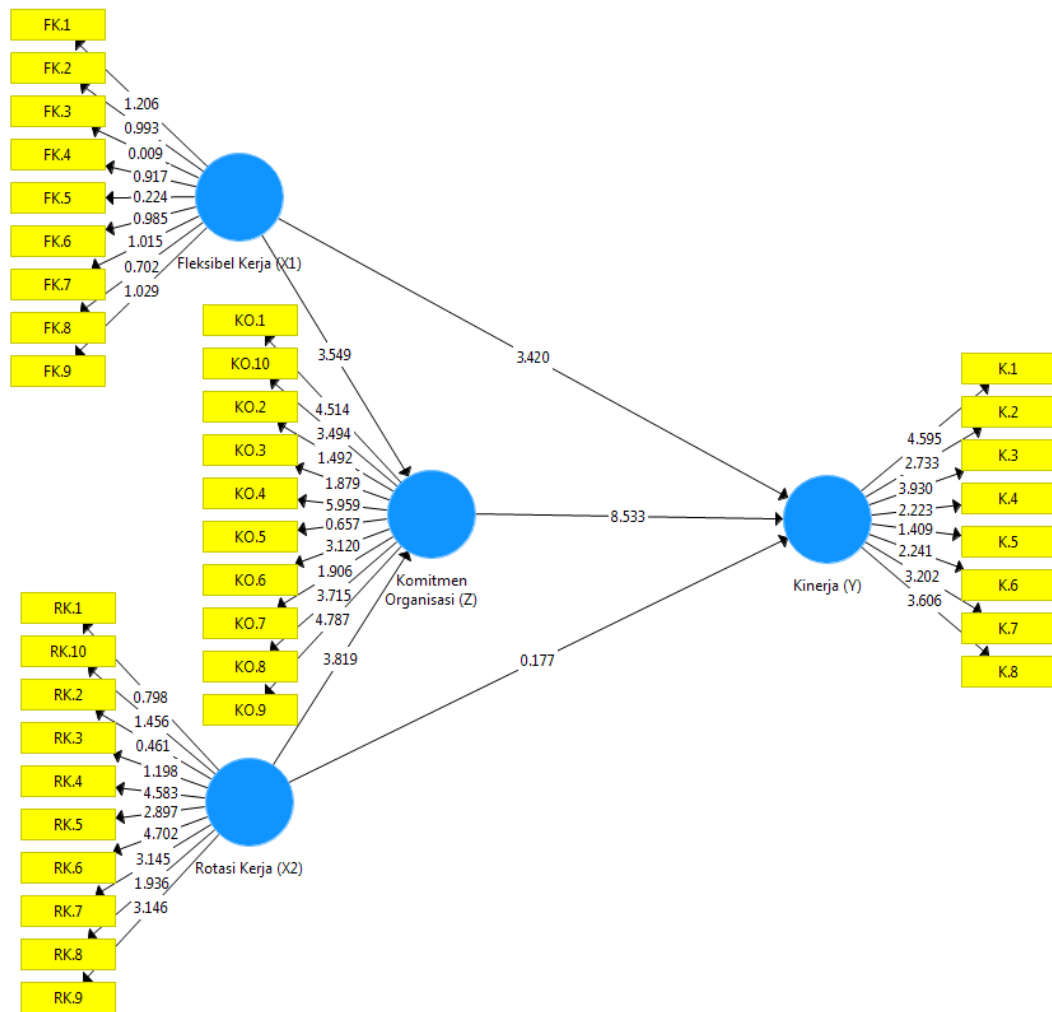 FK.1
FK.2
FK.3
FK.4
FK.5
FK.6
FK.7
FK.8
FK.9
1.206
0.993
0.009
0.917
0.224
0.985
1.015
0.702
1.029
Fleksibel Kerja (X1)
3.549
3.420
KO.1
KO.10
KO.2
KO.3
KO.4
KO.5
KO.6
KO.7
KO.8
KO.9
4.514
3.494
1.492
1.879
5.959
0.657
3.120
1.906
3.715
4.787
Komitmen
Organisasi (Z)
8.533
3.819
0.177
Kinerja (Y)
4.595
2.733
3.930
2.223
1.409
2.241
3.202
3.606
K.1
K.2
K.3
K.4
K.5
K.6
K.7
K.8
RK.1
RK.10
RK.2
RK.3
RK.4
RK.5
RK.6
RK.7
RK.8
RK.9
0.798
1.456
0.461
1.198
4.583
2.897
4.702
3.145
1.936
3.146
Rotasi Kerja (X2)